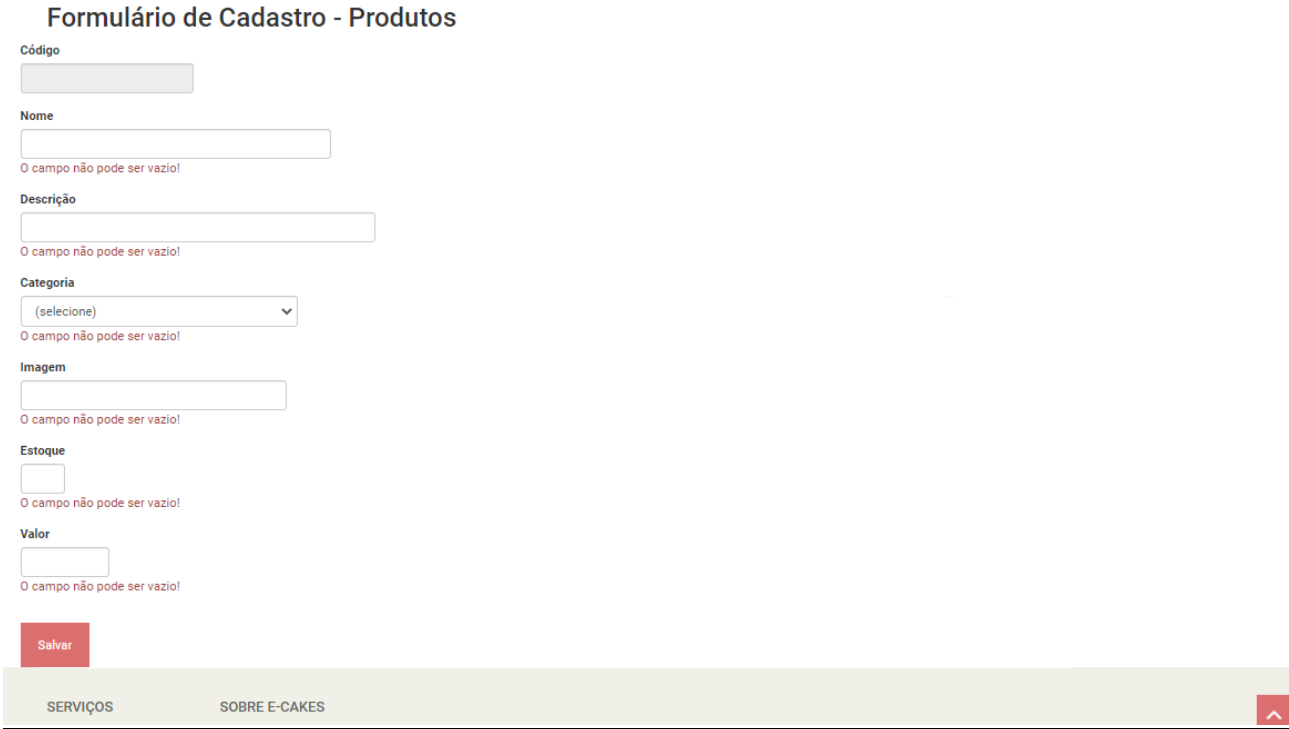 Formulário de Cadastro - Produtos
Código
Nome
O campo não pode ser vazio!
Descrição
O campo não pode ser vazio!
Categoria
(selecione)
O campo não pode ser vazio!
Imagem
O campo não pode ser vazio!
Estoque
O campo não pode ser vazio!
Valor
O campo não pode ser vazio!
Salvar
SERVIÇOS SOBRE E-CAKES